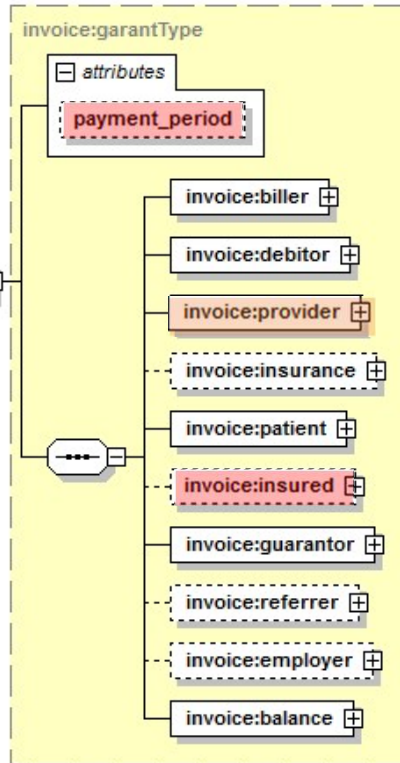 invoice:garantType
attributes
payment_period
invoice:biller
invoice:debitor
invoice:provider
invoice:insurance
invoice:patient
invoice:insured
invoice:guarantor
invoice:referrer
invoice:employer
invoice:balance